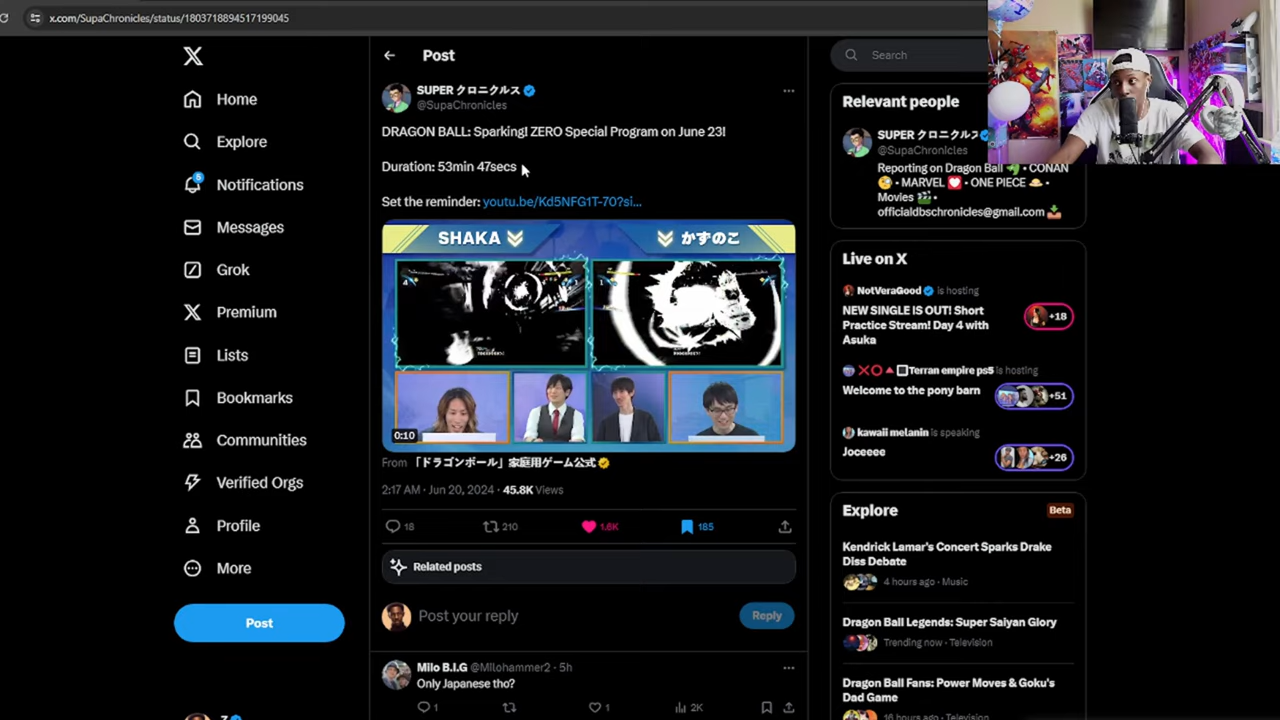 x.com/SupaChronicles/status/1803718894517199045
Home
Explore
5
Notifications
Messages
Grok
Premium
Lists
Bookmarks
Communities
Verified Orgs
Profile
More
Post
Post
SUPER クロニクルス
@SupaChronicles
DRAGON BALL: Sparking! ZERO Special Program on June 23!
Duration: 53min 47secs
Set the reminder: youtu.be/Kd5NFG1T-70?si...
SHAKA
かずのこ
0:10
From 「ドラゴンボール」家庭用ゲーム公式
2:17 AM · Jun 20, 2024 · 45.8K Views
18
210
1.6K
185
Related posts
Post your reply
Reply
Milo B.I.G @Mllohammer2 · 5h
Only Japanese tho?
1
1
2K
Search
Relevant people
SUPER クロニクルス
@SupaChronicles
Reporting on Dragon Ball 🐉 • CONAN
🧐 • MARVEL • ONE PIECE •
Movies 🎬 •
officialdbschronicles@gmail.com
Live on X
NotVeraGood is hosting
NEW SINGLE IS OUT! Short
Practice Stream! Day 4 with
Asuka
+18
Terran empire ps5 is hosting
Welcome to the pony barn
+51
kawaii melanin is speaking
Joceeee
+26
Explore
Beta
Kendrick Lamar's Concert Sparks Drake
Diss Debate
4 hours ago · Music
Dragon Ball Legends: Super Saiyan Glory
Trending now · Television
Dragon Ball Fans: Power Moves & Goku's
Dad Game
16 hours ago · Television